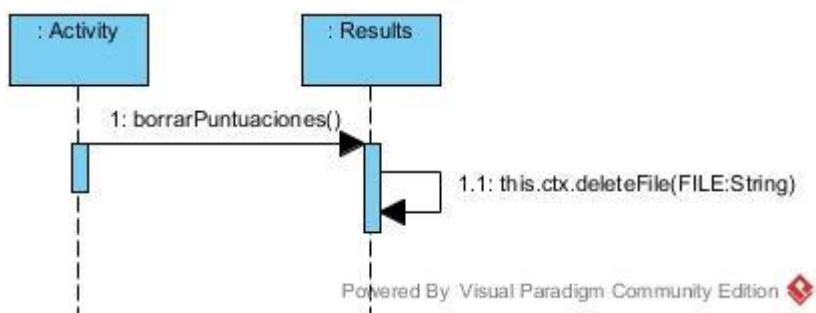 : Activity
: Results
1: borrarPuntuaciones()
1.1: this.ctx.deleteFile(FILE:String)
Powered By Visual Paradigm Community Edition